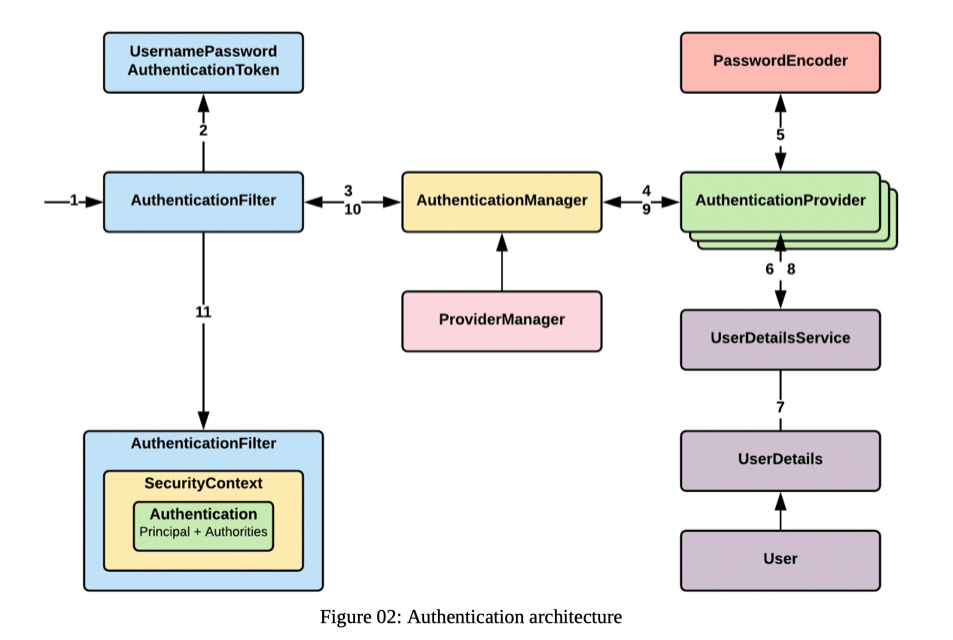 UsernamePassword
AuthenticationToken
PasswordEncoder
2
5
1
AuthenticationFilter
3
10
AuthenticationManager
4
9
AuthenticationProvider
6 8
11
ProviderManager
UserDetailsService
7
AuthenticationFilter
SecurityContext
Authentication
Principal + Authorities
UserDetails
User
Figure 02: Authentication architecture